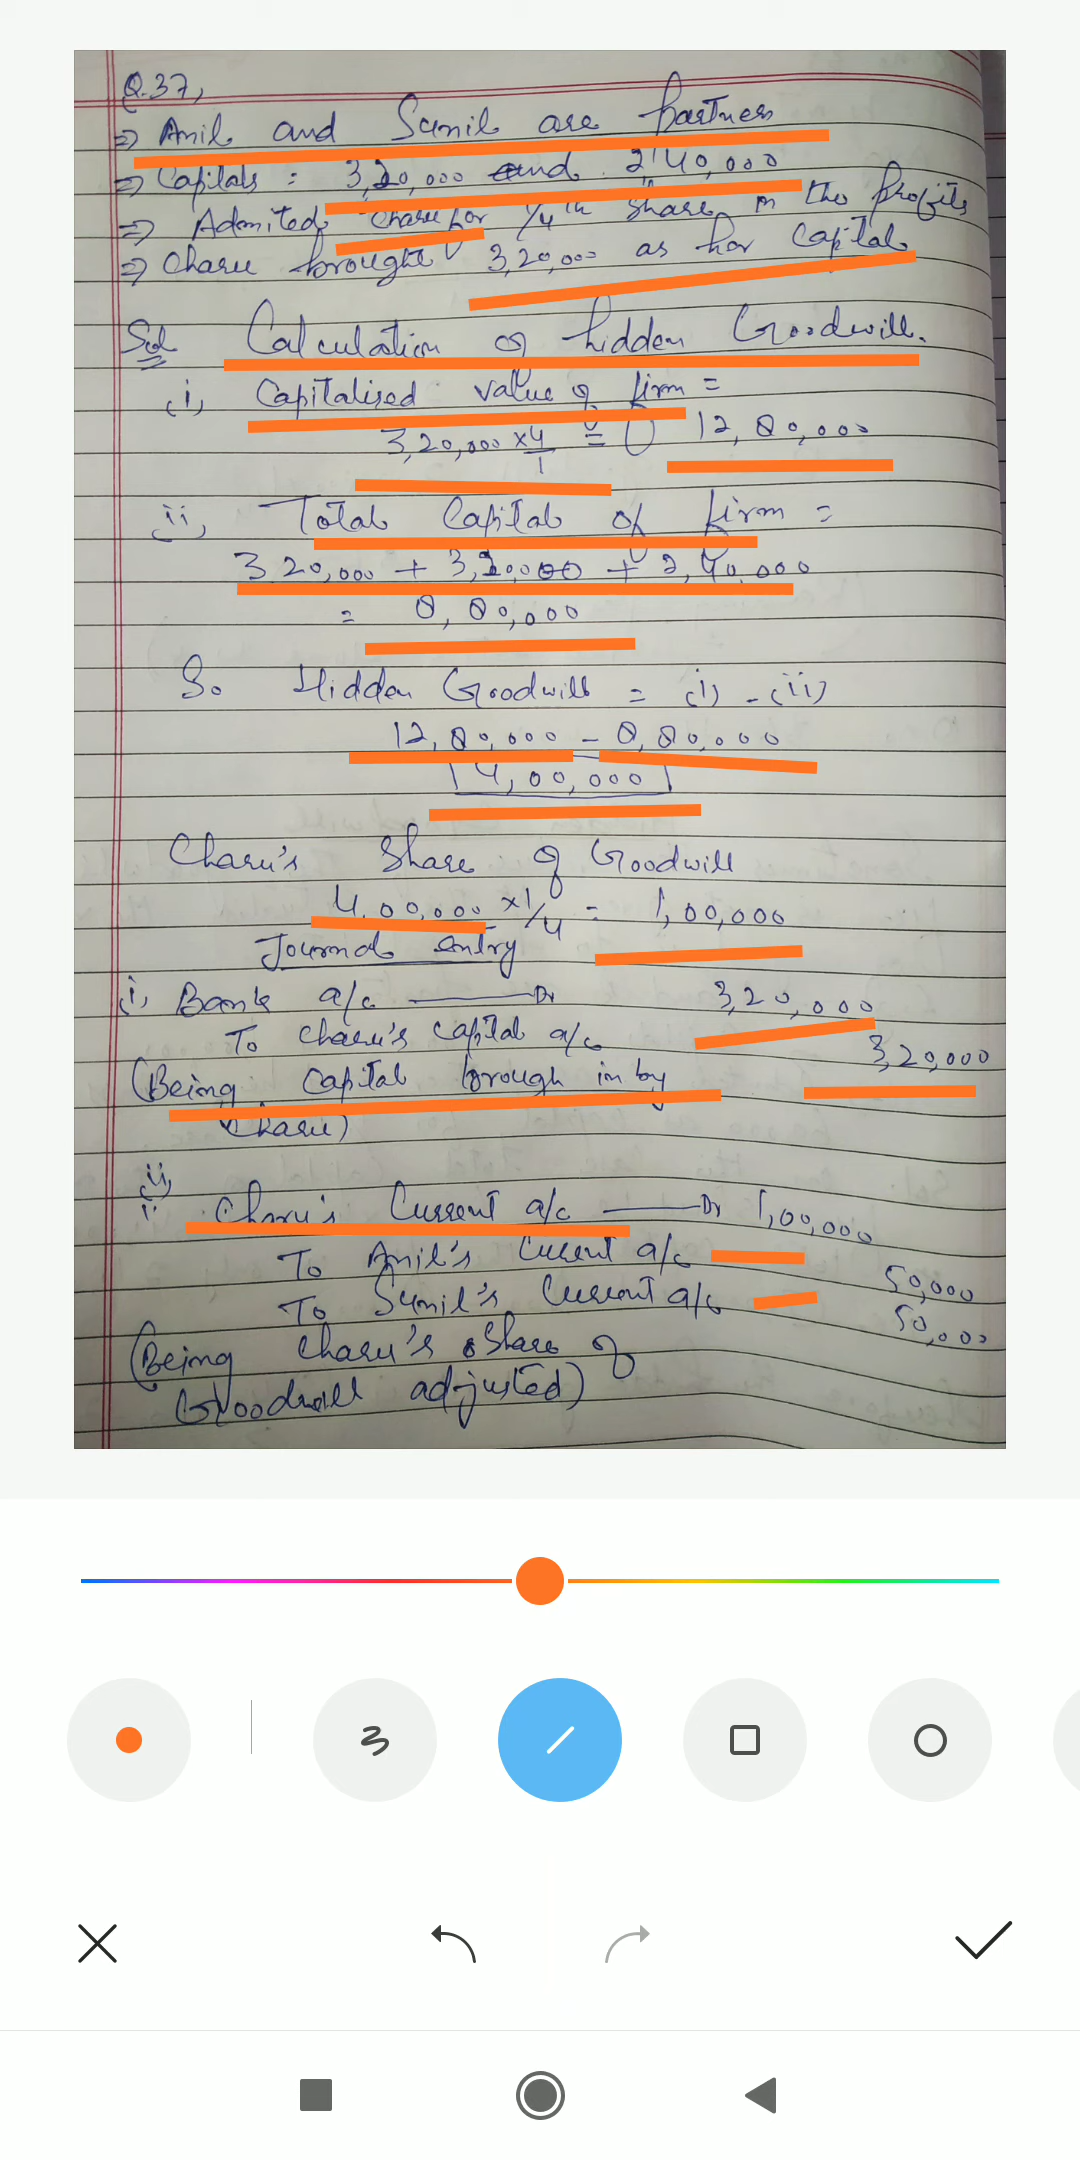 Q.37,
⇒ Anil and Sunil are partners
⇒ Capitals : 3,20,000 and 2,40,000
⇒ Admited Charu for 1/4th share in the profits
⇒ Charu brought 3,20,000 as her capital
Sol Calculation of hidden Goodwill.
(i) Capitalised value of firm =
3,20,000 × 4/1 = 12,80,000
(ii) Total Capital of firm =
3,20,000 + 3,20,000 + 2,40,000
= 8,80,000
So Hidden Goodwill = (i) - (ii)
12,80,000 - 8,80,000
4,00,000
Charu's Share of Goodwill
4,00,000 × 1/4 = 1,00,000
Journal entry
i, Bank a/c Dr 3,20,000
To Charu's capital a/c 3,20,000
(Being capital brough in by
Charu)
ii, Charu's Current a/c Dr 1,00,000
To Anil's Current a/c 50,000
To Sunil's Current a/c 50,000
(Being Charu's Share of
Goodwill adjusted)